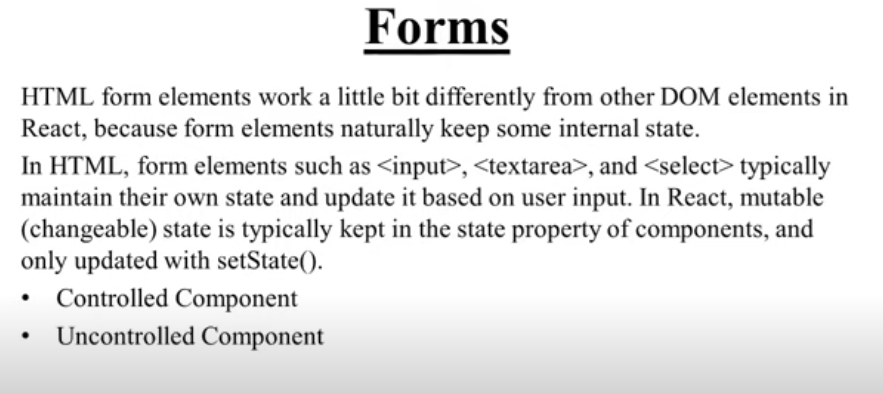 Forms
HTML form elements work a little bit differently from other DOM elements in
React, because form elements naturally keep some internal state.
In HTML, form elements such as <input>, <textarea>, and <select> typically
maintain their own state and update it based on user input. In React, mutable
(changeable) state is typically kept in the state property of components, and
only updated with setState().
• Controlled Component
• Uncontrolled Component